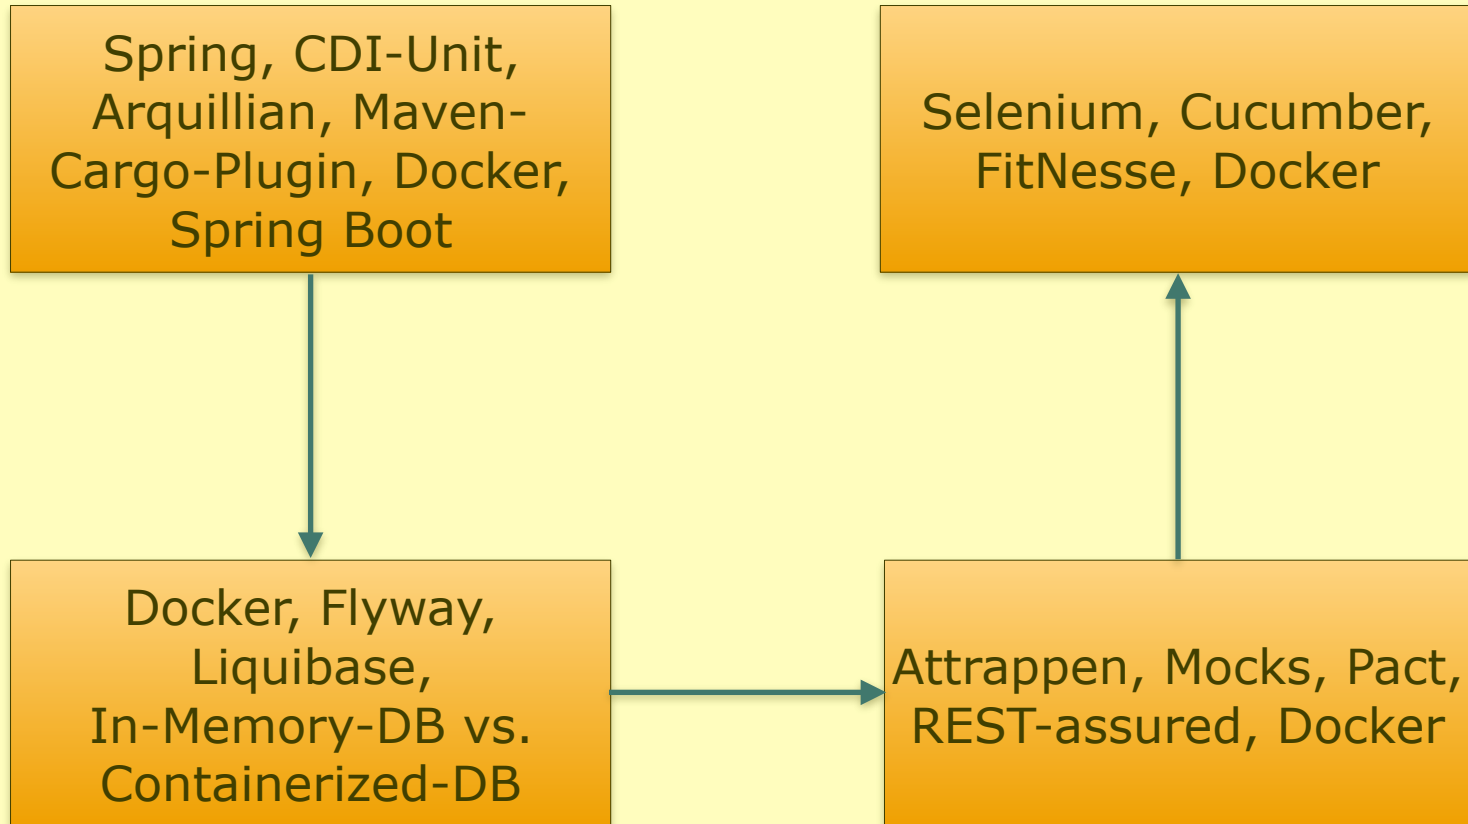 Spring, CDI-Unit,
Arquillian, Maven-
Cargo-Plugin, Docker,
Spring Boot
Docker, Flyway,
Liquibase,
In-Memory-DB vs.
Containerized-DB
Attrappen, Mocks, Pact,
REST-assured, Docker
Selenium, Cucumber,
FitNesse, Docker